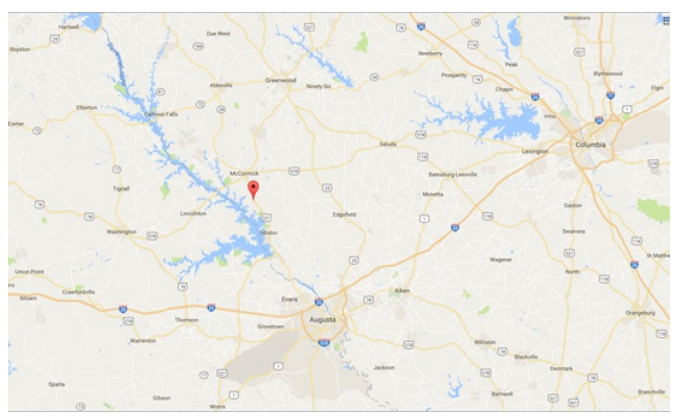 Hartwell
Royston
Due West
Winnsboro
Newberry
Peak
Abbeville
Greenwood
Ninety Six
Prosperity
Blythewood
Chapin
Elgin
Elberton
Calhoun Falls
Irmo
Comer
Saluda
Lexington
Columbia
McCormick
Batesburg-Leesville
Tignall
Monetta
Lincolnton
Edgefield
Gaston
Washington
Modoc
Swansea
Wagener
St Matthe
Union Point
North
Crawfordville
Aiken
Siloam
Evans
Thomson
Augusta
Orangeburg
Grovetown
Warrenton
Williston
Blackville
Jackson
Denmark
Sparta
Gibson
Wrens
Barnwell
Branchville